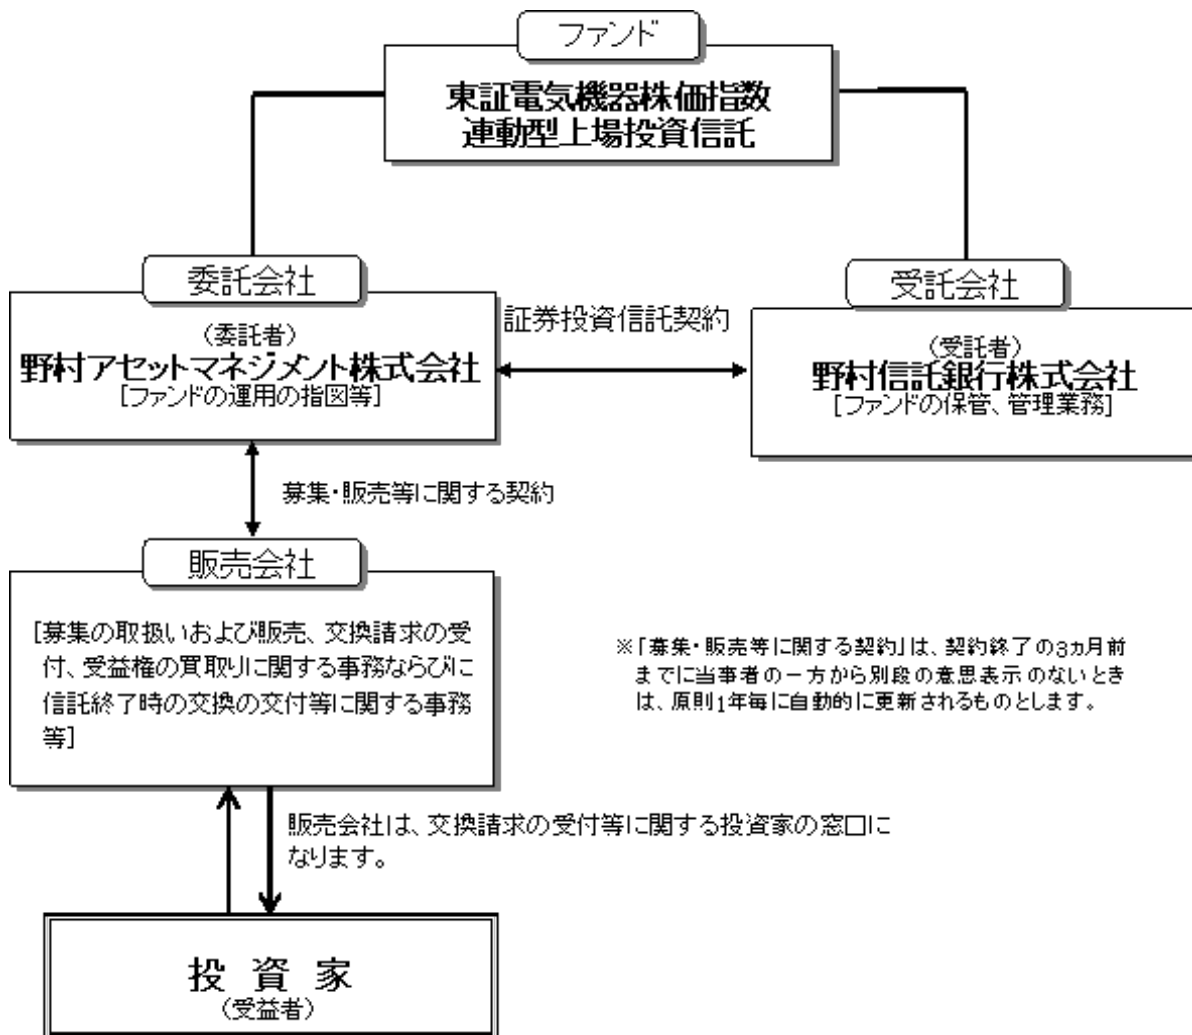 ファンド
東証電気機器株価指数
連動型上場投資信託
委託会社
(委託者)
野村アセットマネジメント株式会社
[ファンドの運用の指図等]
証券投資信託契約
受託会社
(受託者)
野村信託銀行株式会社
[ファンドの保管、管理業務]
募集・販売等に関する契約
販売会社
[募集の取扱いおよび販売、交換請求の受
付、受益権の買取りに関する事務ならびに
信託終了時の交換の交付等に関する事務
等]
※「募集・販売等に関する契約」は、契約終了の3ヵ月前
までに当事者の一方から別段の意思表示のないとき
は、原則1年毎に自動的に更新されるものとします。
販売会社は、交換請求の受付等に関する投資家の窓口に
なります。
投 資 家
(受益者)